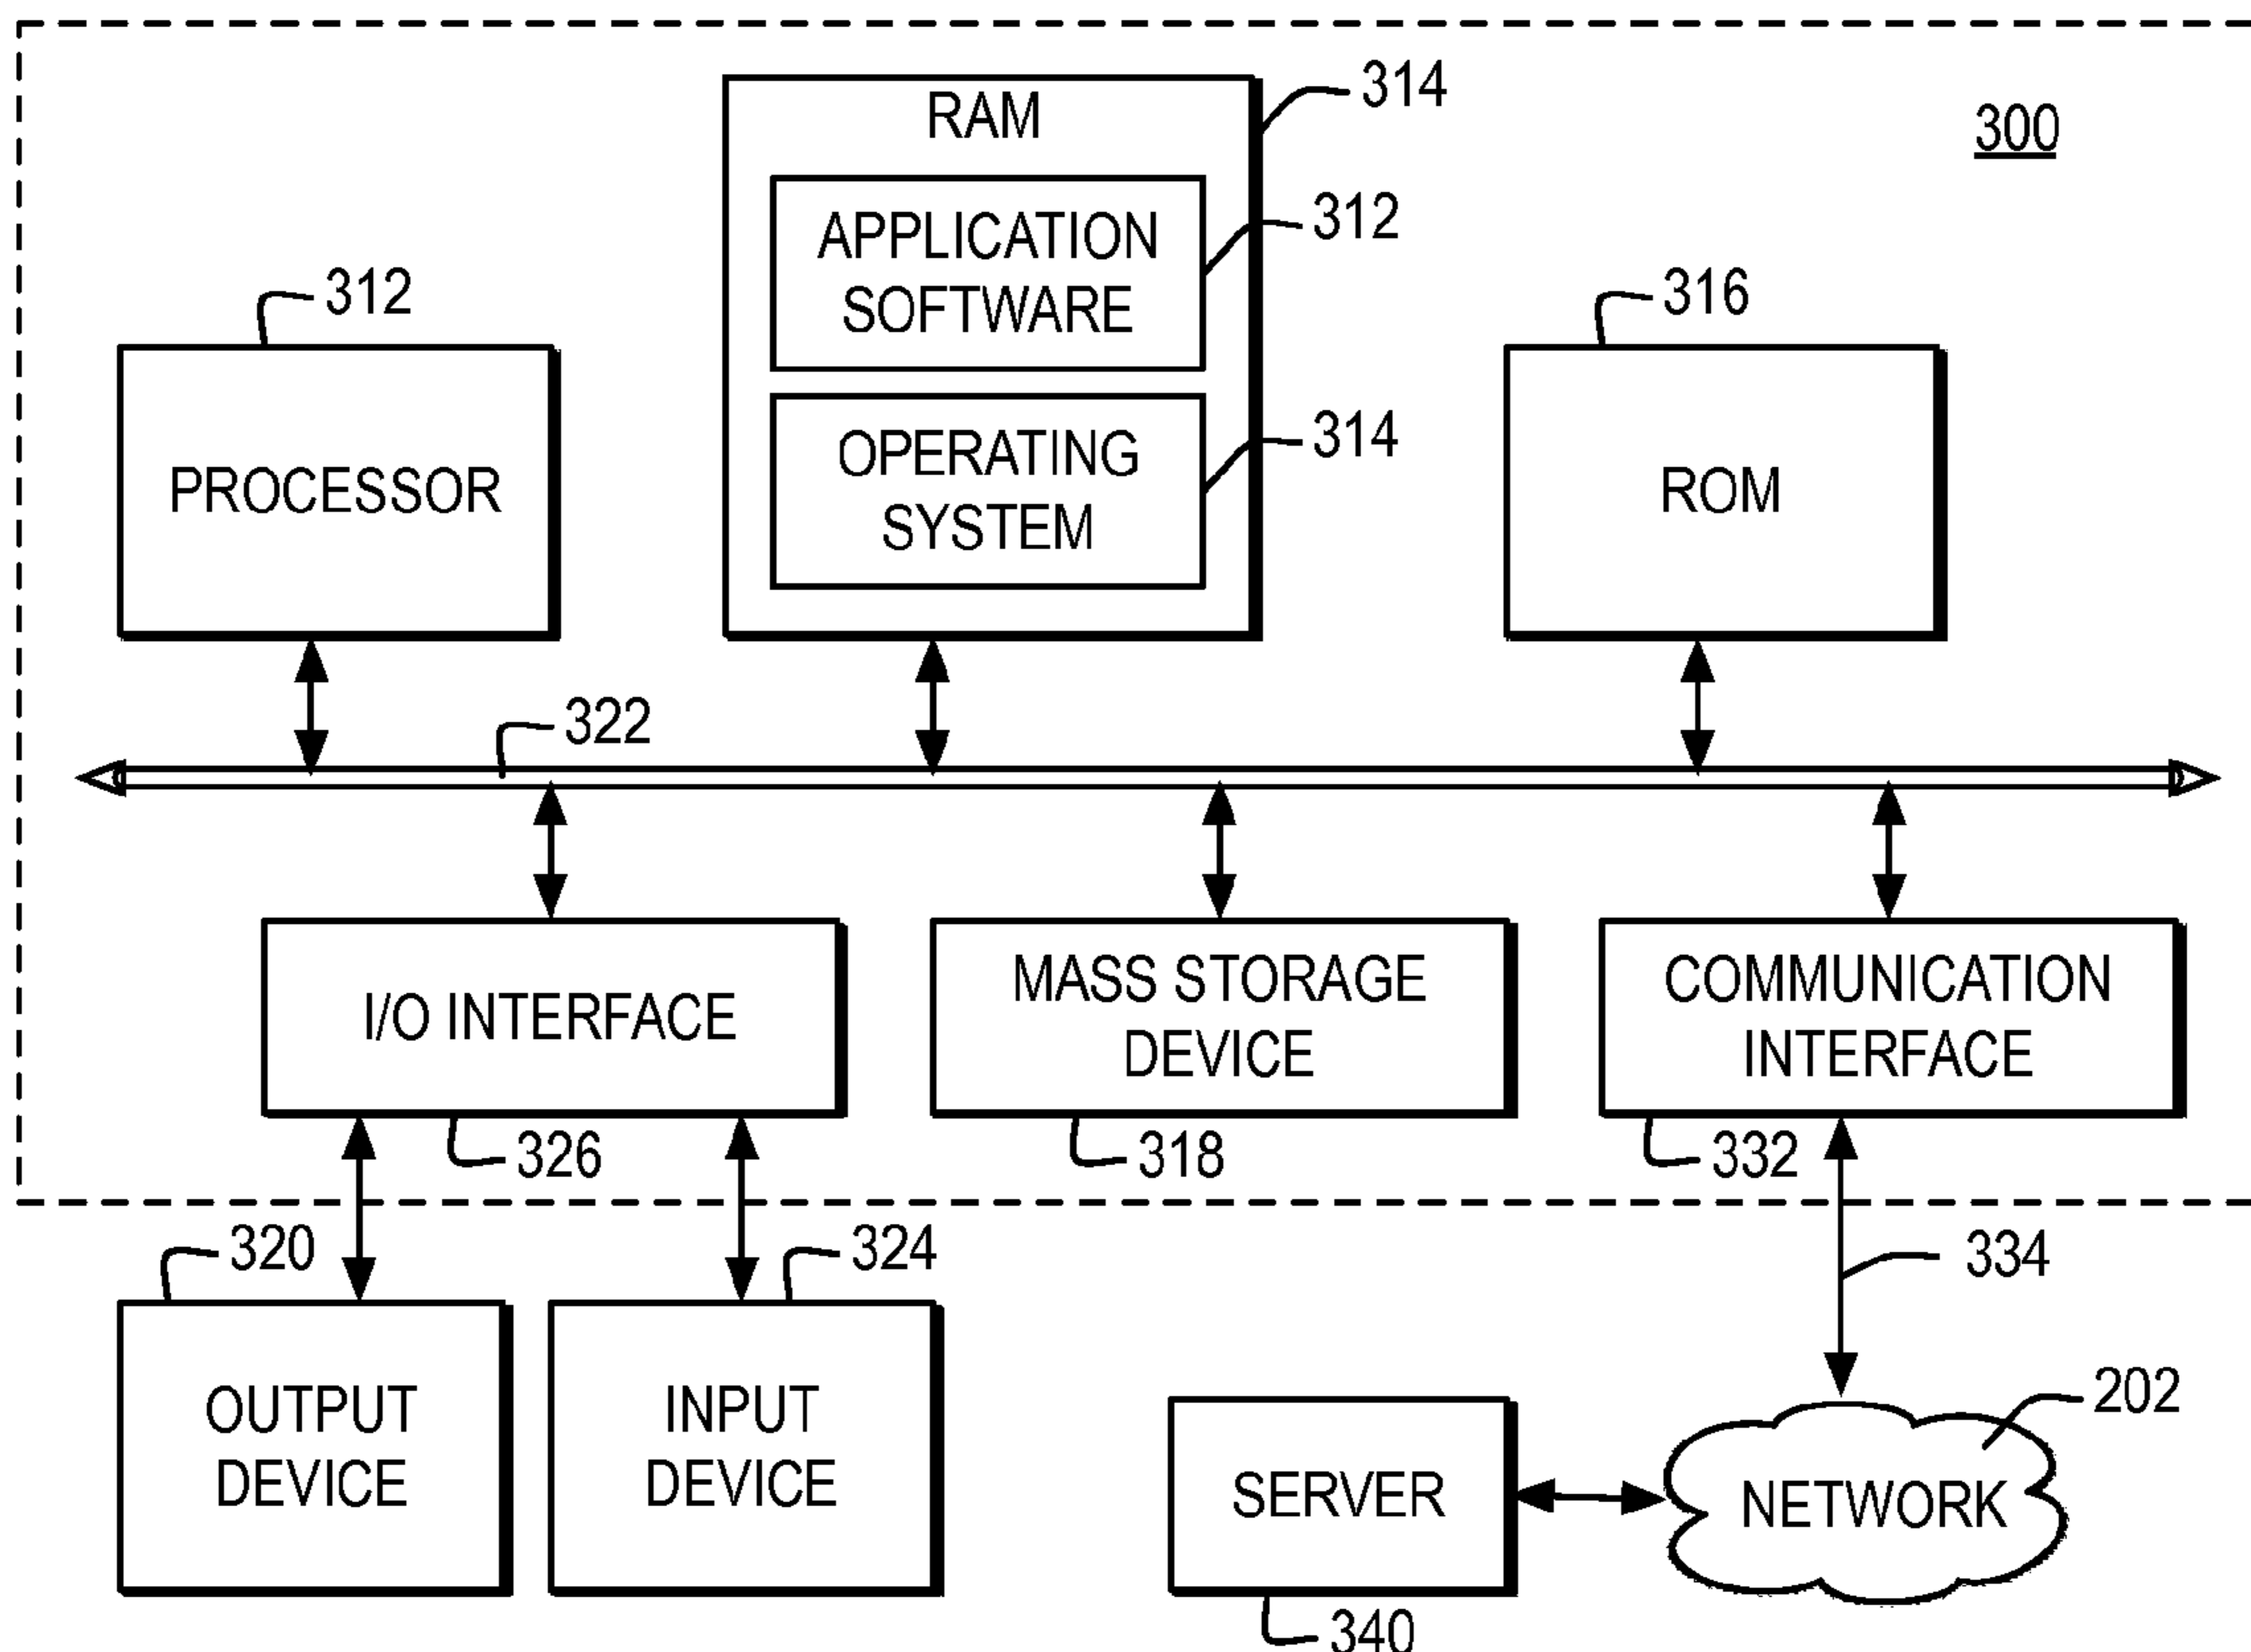 RAM
314
300
APPLICATION
SOFTWARE
312
312
316
OPERATING
SYSTEM
314
PROCESSOR
ROM
322
I/O INTERFACE
MASS STORAGE
DEVICE
COMMUNICATION
INTERFACE
326
318
332
320
324
334
OUTPUT
DEVICE
INPUT
DEVICE
SERVER
NETWORK
202
340